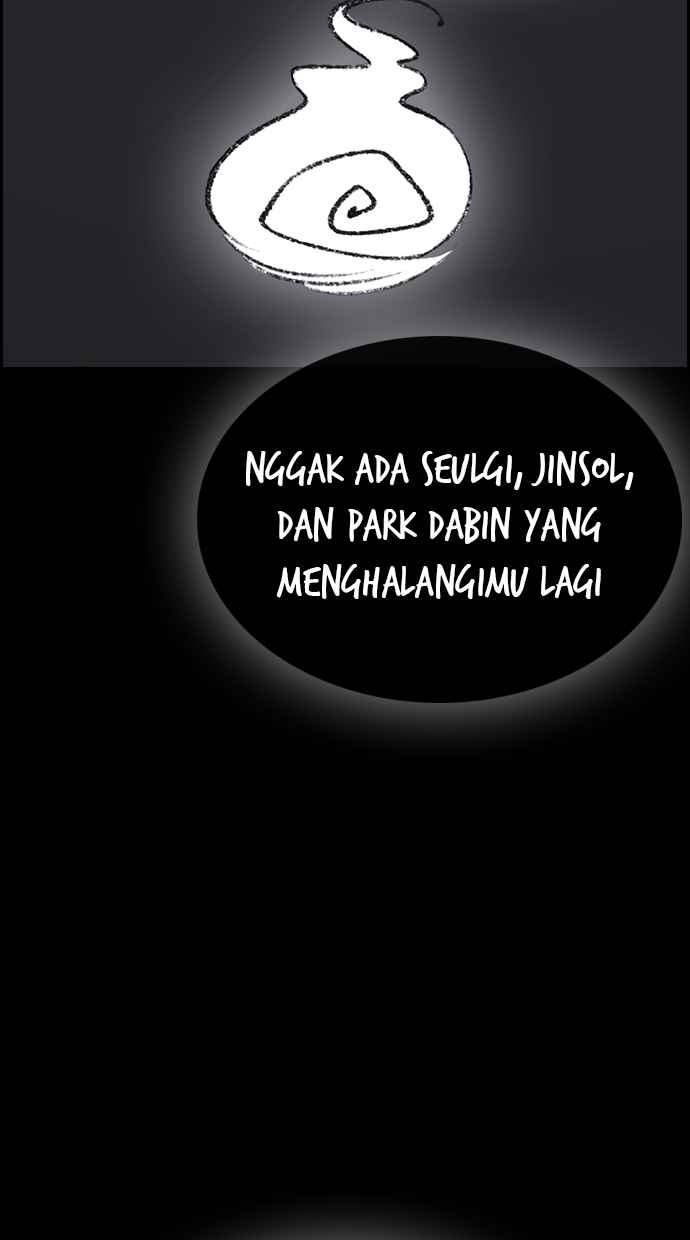 NGGAK ADA SEULGI, JINSOL,
DAN PARK DABIN YANG
MENGHALANGIMU LAGI